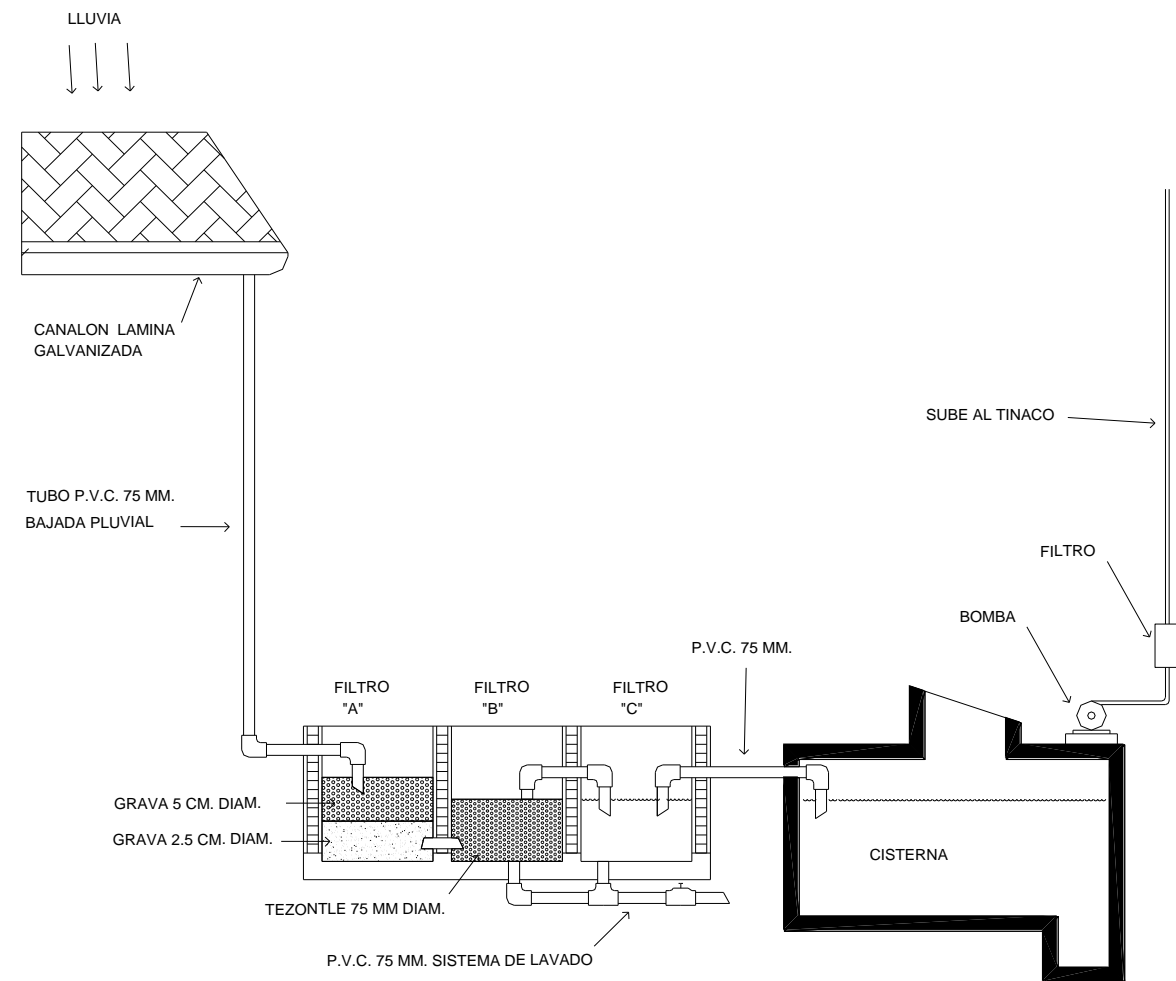 LLUVIA
CANALON LAMINA
GALVANIZADA
SUBE AL TINACO
TUBO P.V.C. 75 MM.
BAJADA PLUVIAL
FILTRO
BOMBA
P.V.C. 75 MM.
FILTRO
"A"
FILTRO
"B"
FILTRO
"C"
GRAVA 5 CM. DIAM.
GRAVA 2.5 CM. DIAM.
CISTERNA
TEZONTLE 75 MM DIAM.
P.V.C. 75 MM. SISTEMA DE LAVADO